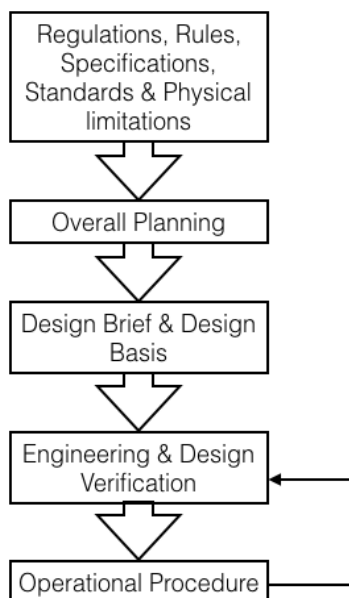 Regulations, Rules,
Specifications,
Standards & Physical
limitations
Overall Planning
Design Brief & Design
Basis
Engineering & Design
Verification
Operational Procedure